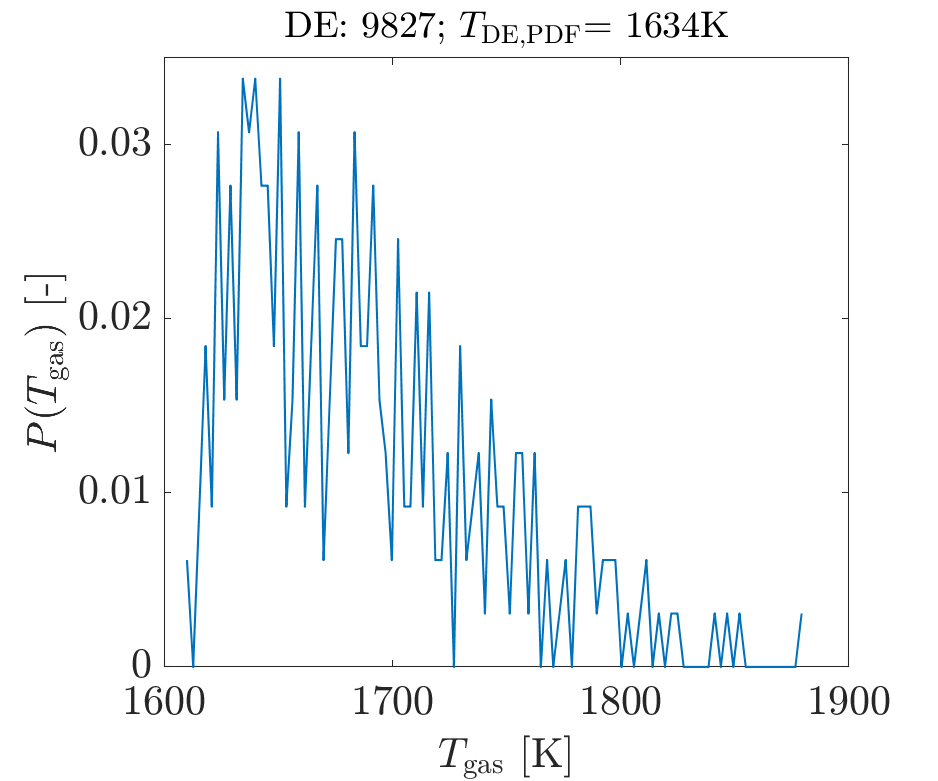 DE: 9827; T_DE,PDF= 1634K
P(T_gas) [-]
0.03
0.02
0.01
0
1600 1700 1800 1900
T_gas [K]